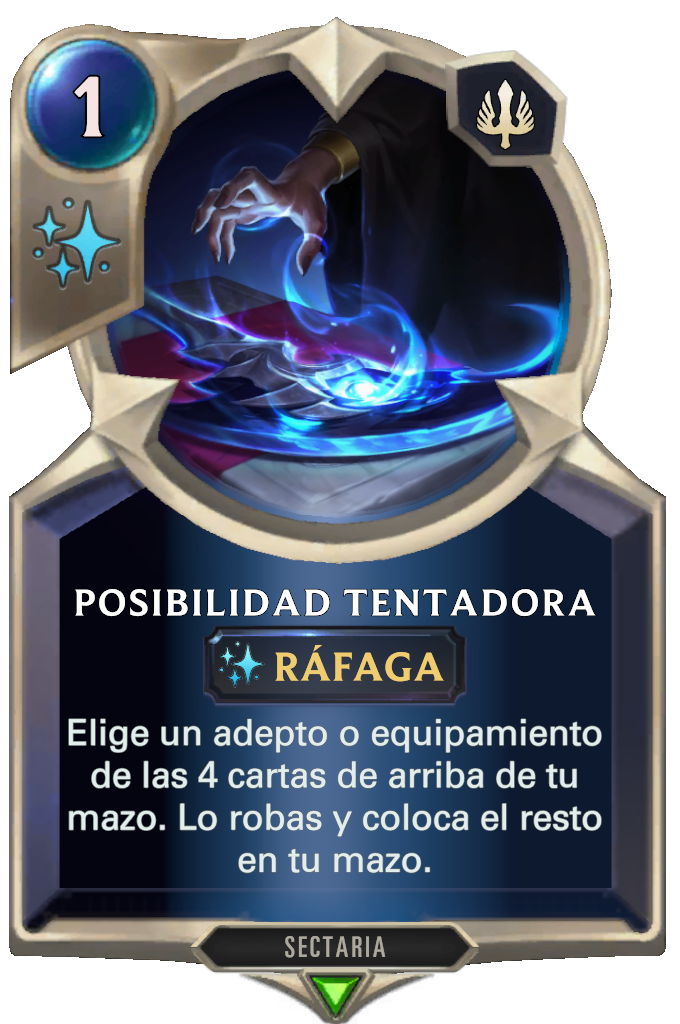 1
POSIBILIDAD TENTADORA
RÁFAGA
Elige un adepto o equipamiento
de las 4 cartas de arriba de tu
mazo. Lo robas y coloca el resto
en tu mazo.
SECTARIA